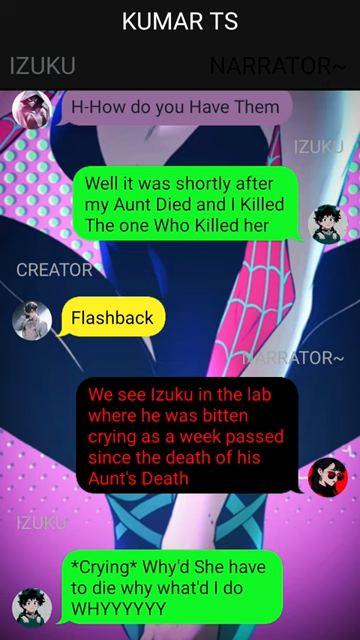 KUMAR TS
IZUKU
NARRATOR~
H-How do you Have Them
IZUKU
Well it was shortly after
my Aunt Died and I Killed
The one Who Killed her
CREATOR
Flashback
NARRATOR~
We see Izuku in the lab
where he was bitten
crying as a week passed
since the death of his
Aunt's Death
IZUKU
*Crying* Why'd She have
to die why what'd I do
WHYYYYYY